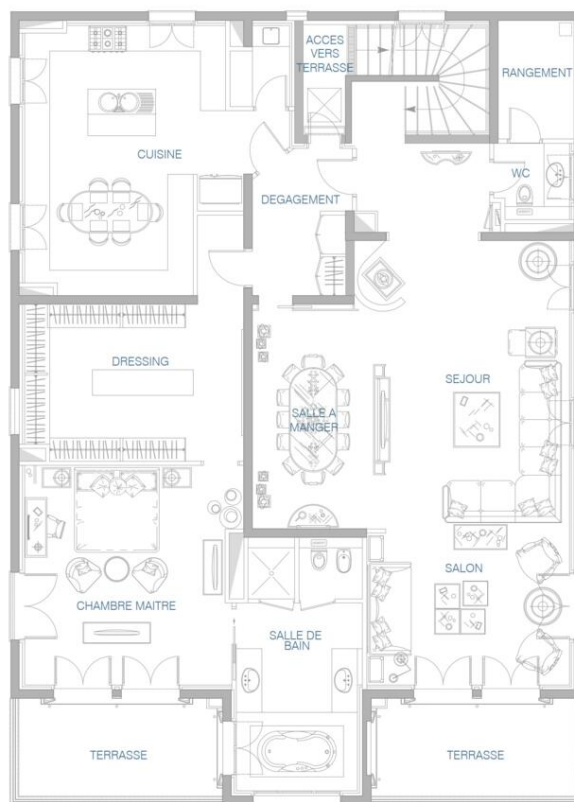 ACCES
VERS
TERRASSE
RANGEMENT
CUISINE
WC
DEGAGEMENT
DRESSING
SEJOUR
SALLE A
MANGER
SALON
CHAMBRE MAITRE
SALLE DE
BAIN
TERRASSE
TERRASSE